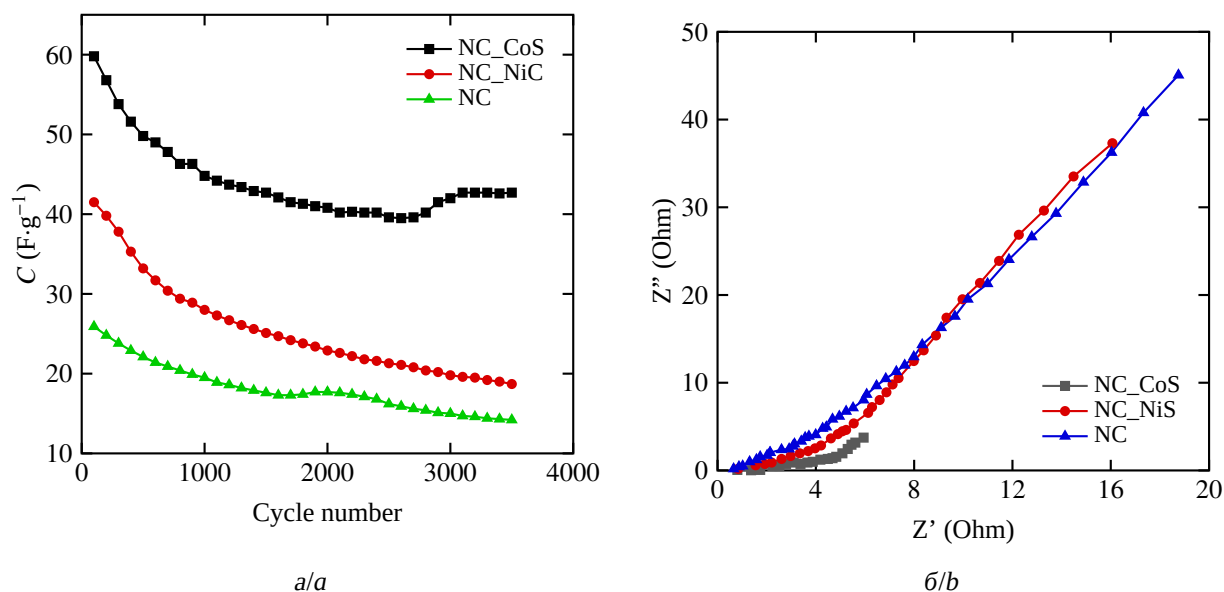 60
50
40
30
20
10
0
1000
2000
3000
4000
C (F·g⁻¹)
Cycle number
NC_CoS
NC_NiC
NC
a/a
50
40
30
20
10
0
0
4
8
12
16
20
Z” (Ohm)
Z’ (Ohm)
NC_CoS
NC_NiS
NC
б/b